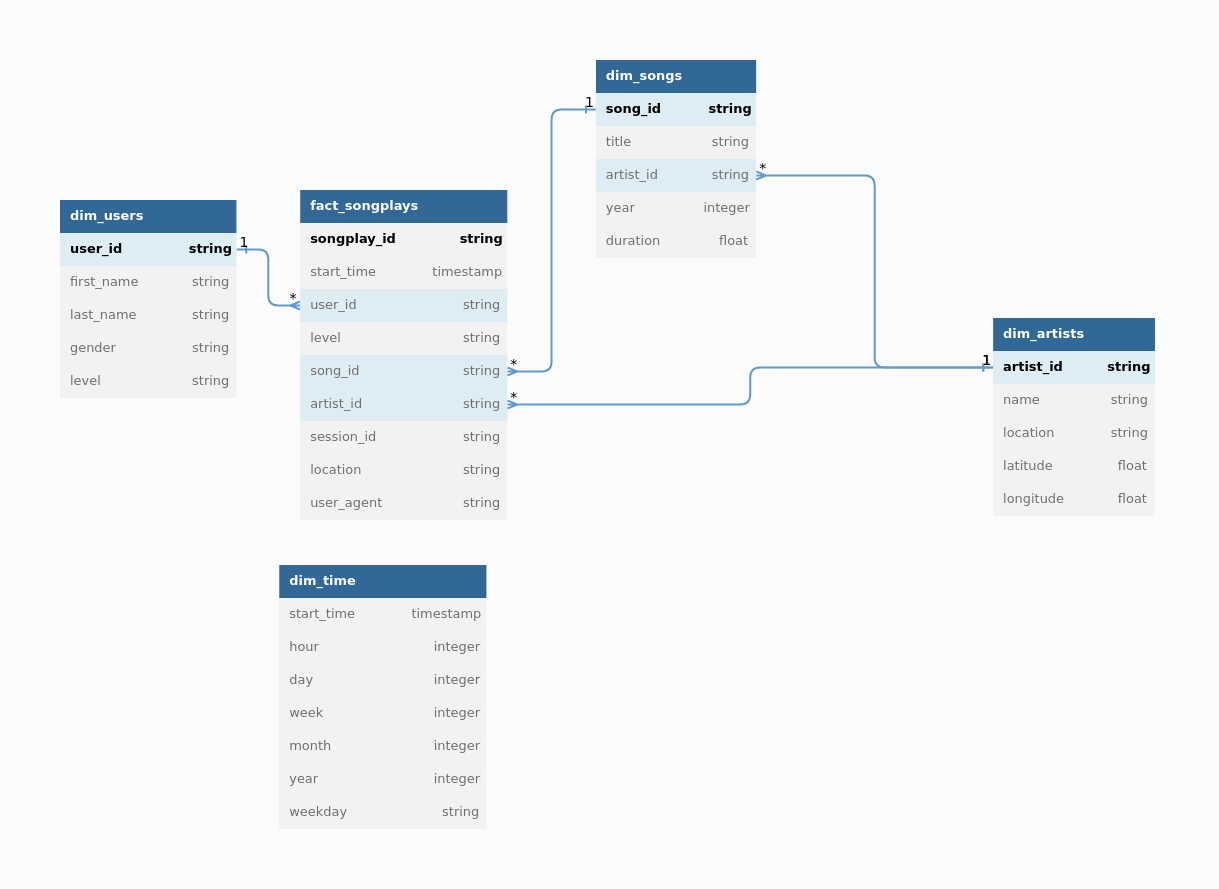 dim_users
user_id string 1
first_name string
last_name string
gender string
level string
fact_songplays
songplay_id string
start_time timestamp
* user_id string
level string
song_id string *
artist_id string *
session_id string
location string
user_agent string
dim_songs
1 song_id string
title string
artist_id string *
year integer
duration float
dim_artists
1 artist_id string
name string
location string
latitude float
longitude float
dim_time
start_time timestamp
hour integer
day integer
week integer
month integer
year integer
weekday string